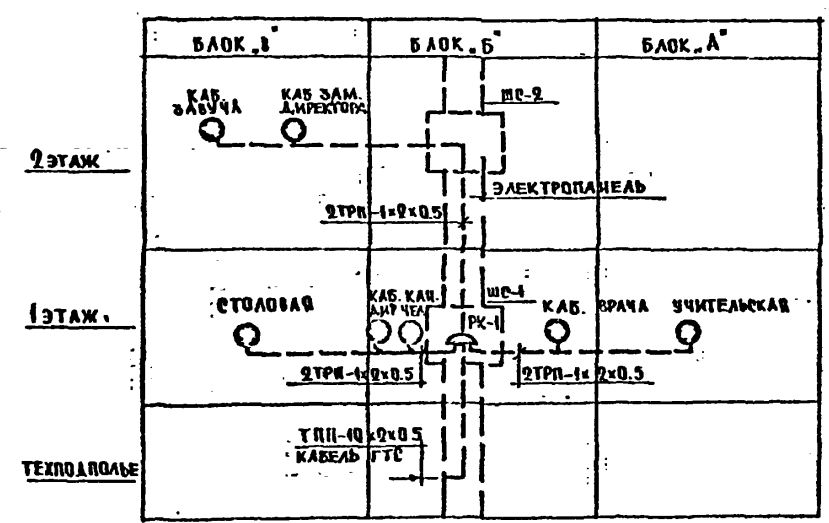 БЛОК „В"
БЛОК „Б"
БЛОК „А"
КАБ. ЗАВУЧА
КАБ ЗАМ. ДИРЕКТОРА
ШС-2
2 ЭТАЖ
ЭЛЕКТРОПАНЕЛЬ
2ТРП-1×2×0.5
1 ЭТАЖ.
СТОЛОВАЯ
КАБ. ДИР
КАН. ЧЕЛ
ШС-1
РК-1
КАБ. ВРАЧА
УЧИТЕЛЬСКАЯ
2ТРП-1×2×0.5
2ТРП-1×2×0.5
ТПП-10×2×0.5
КАБЕЛЬ ГТС
ТЕХПОДПОЛЬЕ